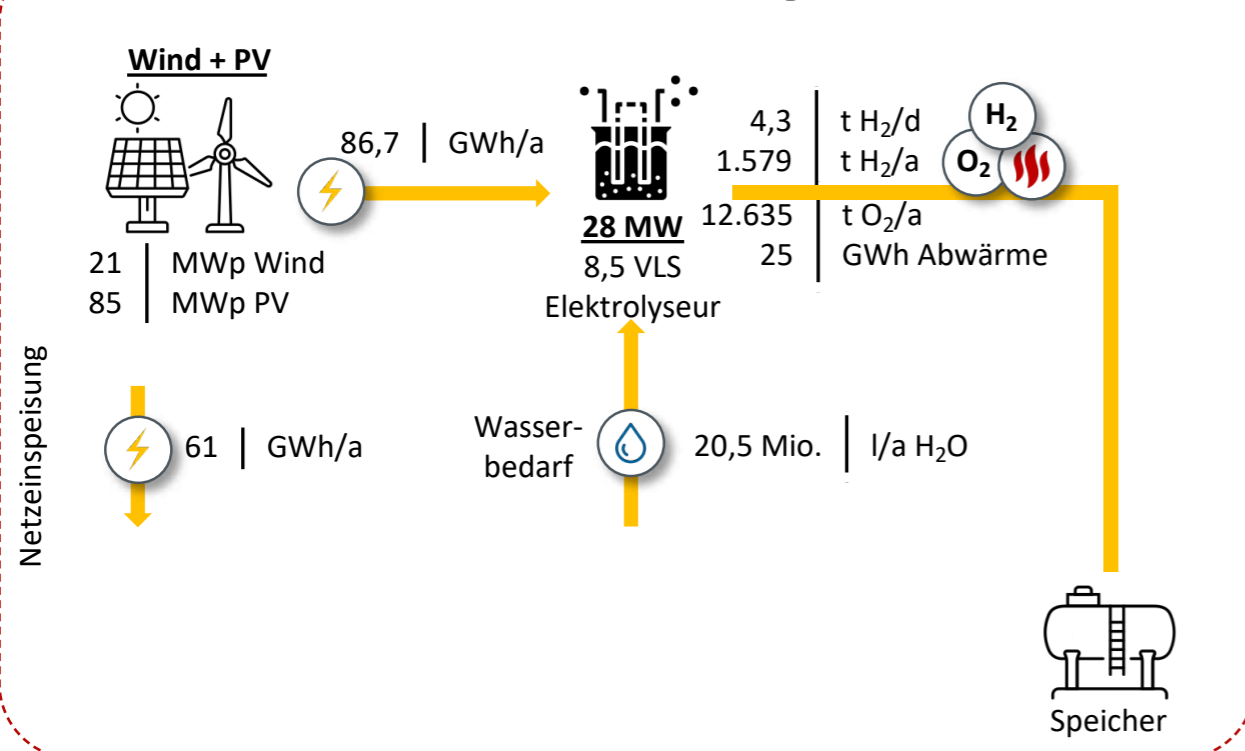 Wind + PV
86,7 | GWh/a
21 | MWp Wind
85 | MWp PV
28 MW
8,5 VLS
Elektrolyseur
4,3 | t H₂/d
1.579 | t H₂/a
12.635 | t O₂/a
25 | GWh Abwärme
H₂
O₂
Netzeinspeisung
61 | GWh/a
Wasser-
bedarf
20,5 Mio. | l/a H₂O
Speicher